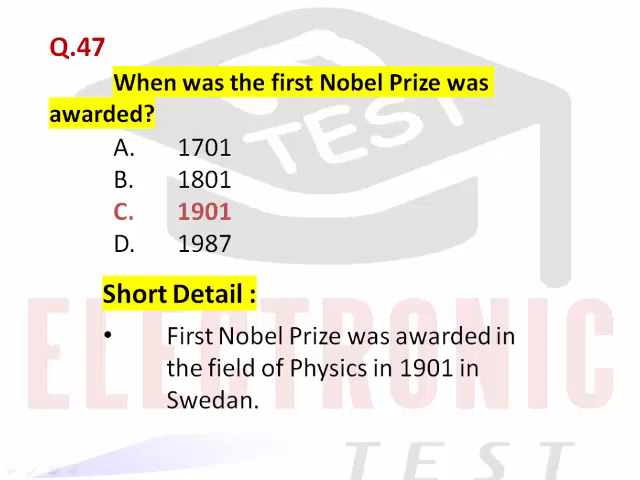 Q.47
When was the first Nobel Prize was
awarded?
A. 1701
B. 1801
C. 1901
D. 1987
Short Detail :
• First Nobel Prize was awarded in
the field of Physics in 1901 in
Swedan.
TEST
ELECTRONIC
TEST